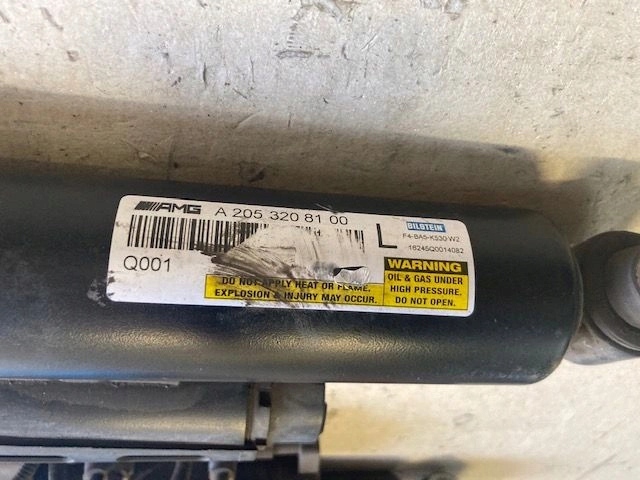 AMG A 205 320 81 00
BILSTEIN
L
F4-BA5-K530-W2
16245Q0014082
Q001
DO NOT APPLY HEAT OR FLAME.
EXPLOSION & INJURY MAY OCCUR.
WARNING
OIL & GAS UNDER
HIGH PRESSURE.
DO NOT OPEN.